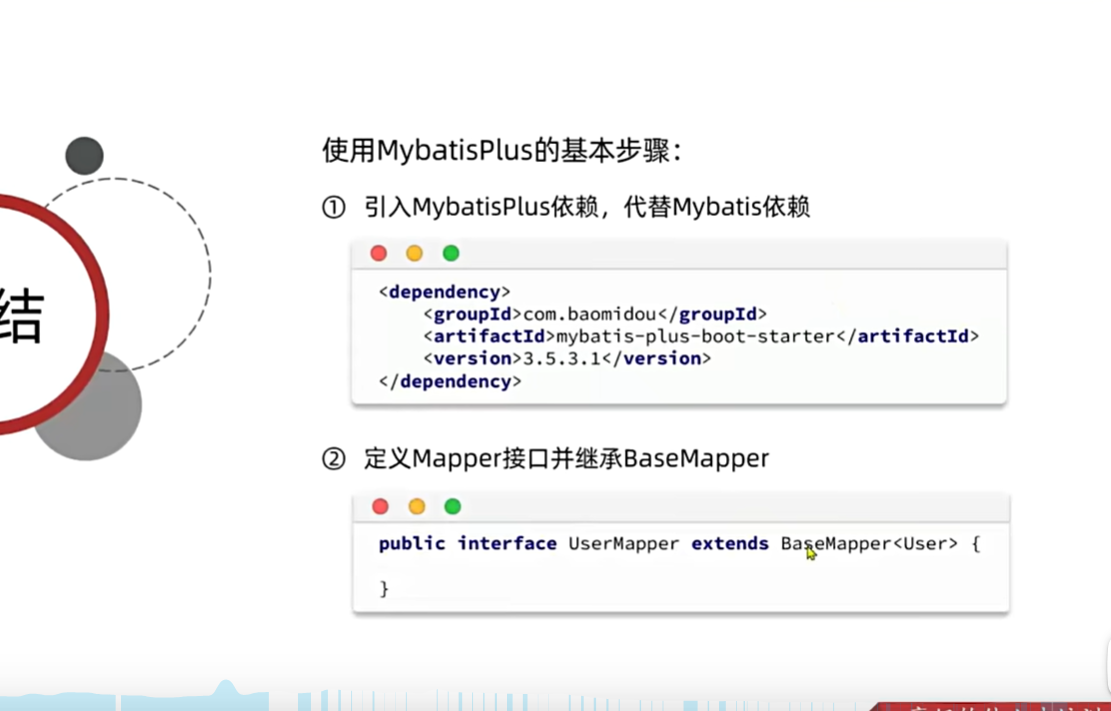 结
使用MybatisPlus的基本步骤：
① 引入MybatisPlus依赖，代替Mybatis依赖
<dependency>
    <groupId>com.baomidou</groupId>
    <artifactId>mybatis-plus-boot-starter</artifactId>
    <version>3.5.3.1</version>
</dependency>
② 定义Mapper接口并继承BaseMapper
public interface UserMapper extends BaseMapper<User> {
}